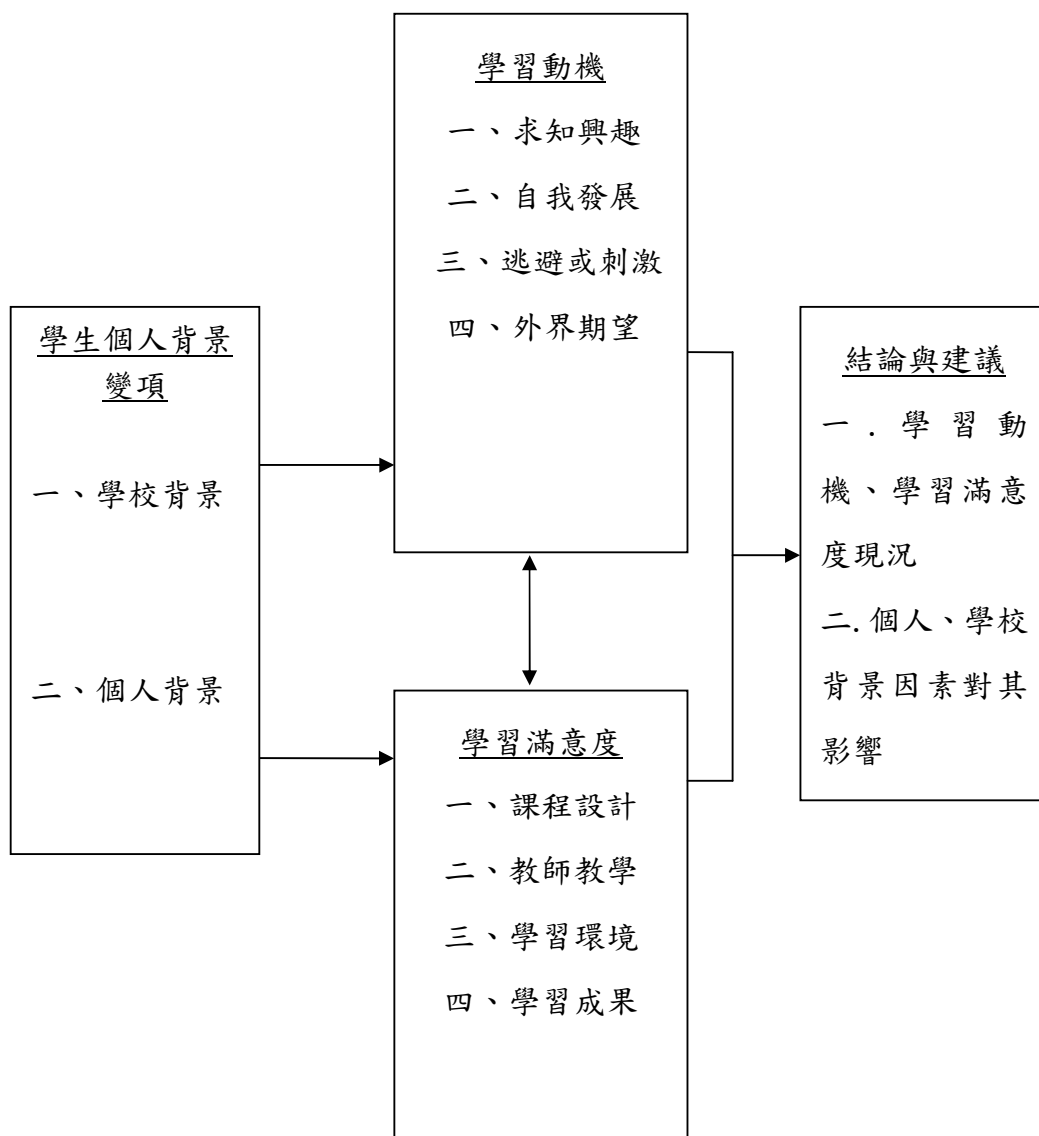 學習動機
一、求知興趣
二、自我發展
三、逃避或刺激
四、外界期望
學生個人背景
變項
一、學校背景
二、個人背景
學習滿意度
一、課程設計
二、教師教學
三、學習環境
四、學習成果
結論與建議
一．學習動
機、學習滿意
度現況
二.個人、學校
背景因素對其
影響